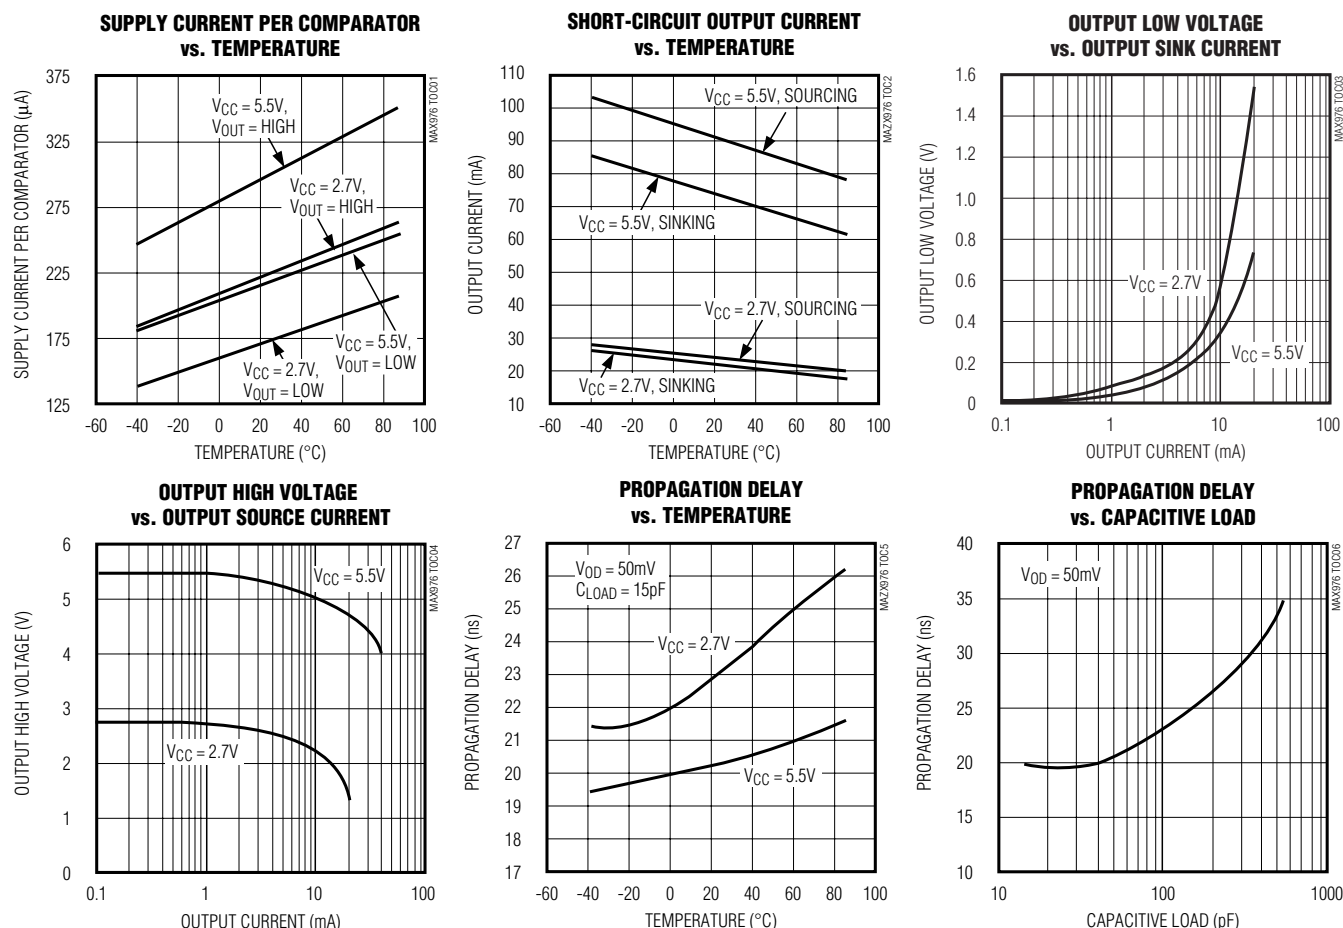 SUPPLY CURRENT PER COMPARATOR
vs. TEMPERATURE
375
325
275
225
175
125
SUPPLY CURRENT PER COMPARATOR (µA)
VCC = 5.5V,
VOUT = HIGH
VCC = 2.7V,
VOUT = HIGH
VCC = 5.5V,
VOUT = LOW
VCC = 2.7V,
VOUT = LOW
MAX976 TOC01
-60 -40 -20 0 20 40 60 80 100
TEMPERATURE (°C)
SHORT-CIRCUIT OUTPUT CURRENT
vs. TEMPERATURE
110
100
90
80
70
60
50
40
30
20
10
OUTPUT CURRENT (mA)
VCC = 5.5V, SOURCING
VCC = 5.5V, SINKING
VCC = 2.7V, SOURCING
VCC = 2.7V, SINKING
MAZX976 TOC2
-60 -40 -20 0 20 40 60 80 100
TEMPERATURE (°C)
OUTPUT LOW VOLTAGE
vs. OUTPUT SINK CURRENT
1.6
1.4
1.2
1.0
0.8
0.6
0.4
0.2
0
OUTPUT LOW VOLTAGE (V)
VCC = 2.7V
VCC = 5.5V
MAX976 TOC03
0.1 1 10 100
OUTPUT CURRENT (mA)
OUTPUT HIGH VOLTAGE
vs. OUTPUT SOURCE CURRENT
6
5
4
3
2
1
0
OUTPUT HIGH VOLTAGE (V)
VCC = 5.5V
VCC = 2.7V
MAX976 TOC04
0.1 1 10 100
OUTPUT CURRENT (mA)
PROPAGATION DELAY
vs. TEMPERATURE
27
26
25
24
23
22
21
20
19
18
17
PROPAGATION DELAY (ns)
VOD = 50mV
CLOAD = 15pF
VCC = 2.7V
VCC = 5.5V
MAZX976 TOC5
-60 -40 -20 0 20 40 60 80 100
TEMPERATURE (°C)
PROPAGATION DELAY
vs. CAPACITIVE LOAD
40
35
30
25
20
15
10
PROPAGATION DELAY (ns)
VOD = 50mV
MAX976 TOC06
10 100 1000
CAPACITIVE LOAD (pF)